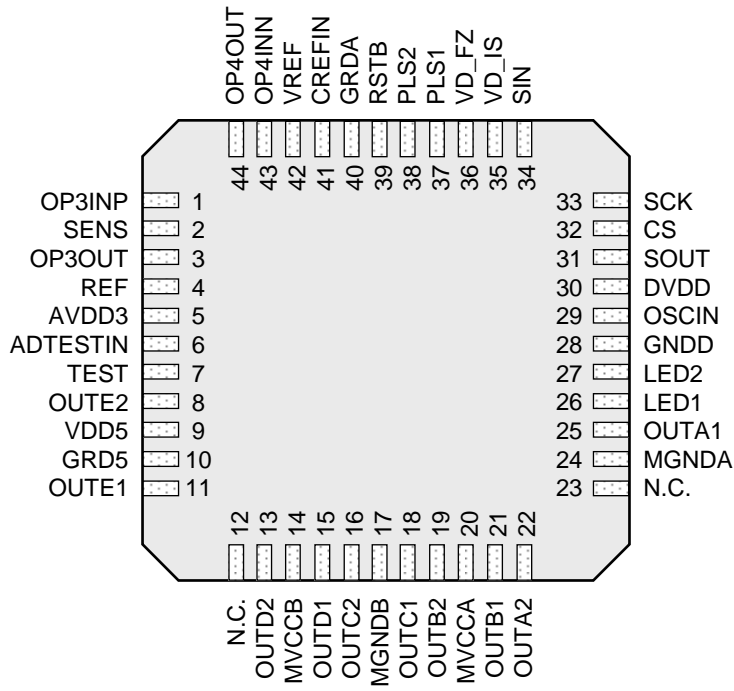 OP4OUT
OP4INN
VREF
CREFIN
GRDA
RSTB
PLS2
PLS1
VD_FZ
VD_IS
SIN
44
43
42
41
40
39
38
37
36
35
34
OP3INP 1
SENS 2
OP3OUT 3
REF 4
AVDD3 5
ADTESTIN 6
TEST 7
OUTE2 8
VDD5 9
GRD5 10
OUTE1 11
33 SCK
32 CS
31 SOUT
30 DVDD
29 OSCIN
28 GNDD
27 LED2
26 LED1
25 OUTA1
24 MGNDA
23 N.C.
12
13
14
15
16
17
18
19
20
21
22
N.C.
OUTD2
MVCCB
OUTD1
OUTC2
MGNDB
OUTC1
OUTB2
MVCCA
OUTB1
OUTA2